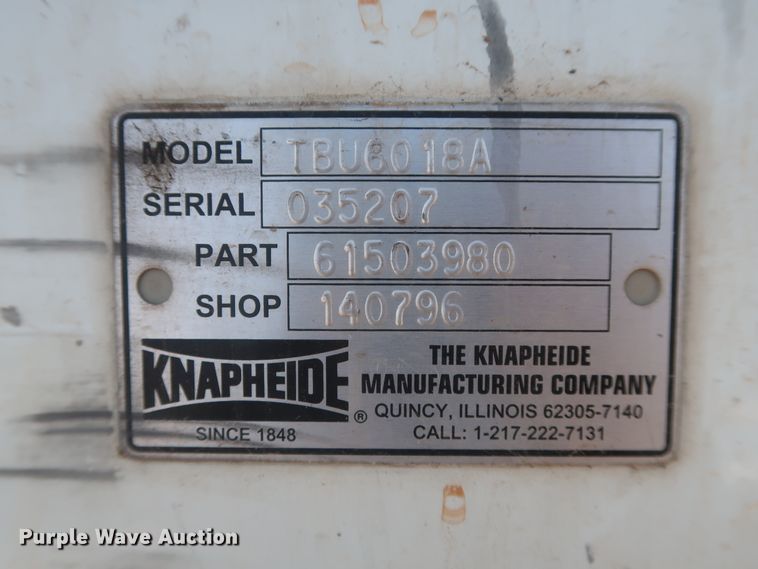 MODEL TBU6018A
SERIAL 035207
PART 61503980
SHOP 140796
KNAPHEIDE ®
SINCE 1848
THE KNAPHEIDE
MANUFACTURING COMPANY
QUINCY, ILLINOIS 62305-7140
CALL: 1-217-222-7131
Purple Wave Auction